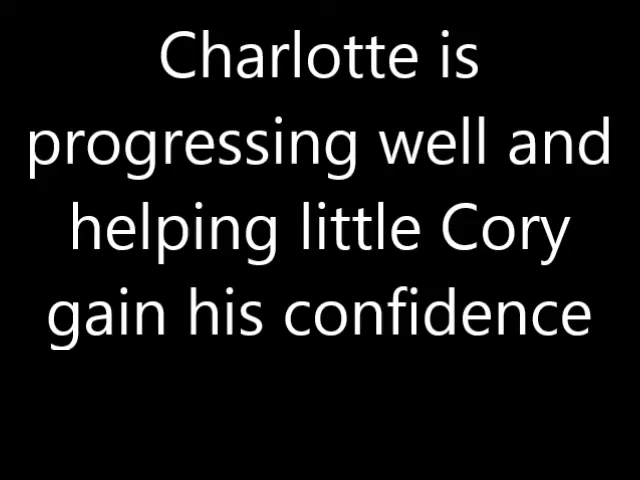 Charlotte is
progressing well and
helping little Cory
gain his confidence